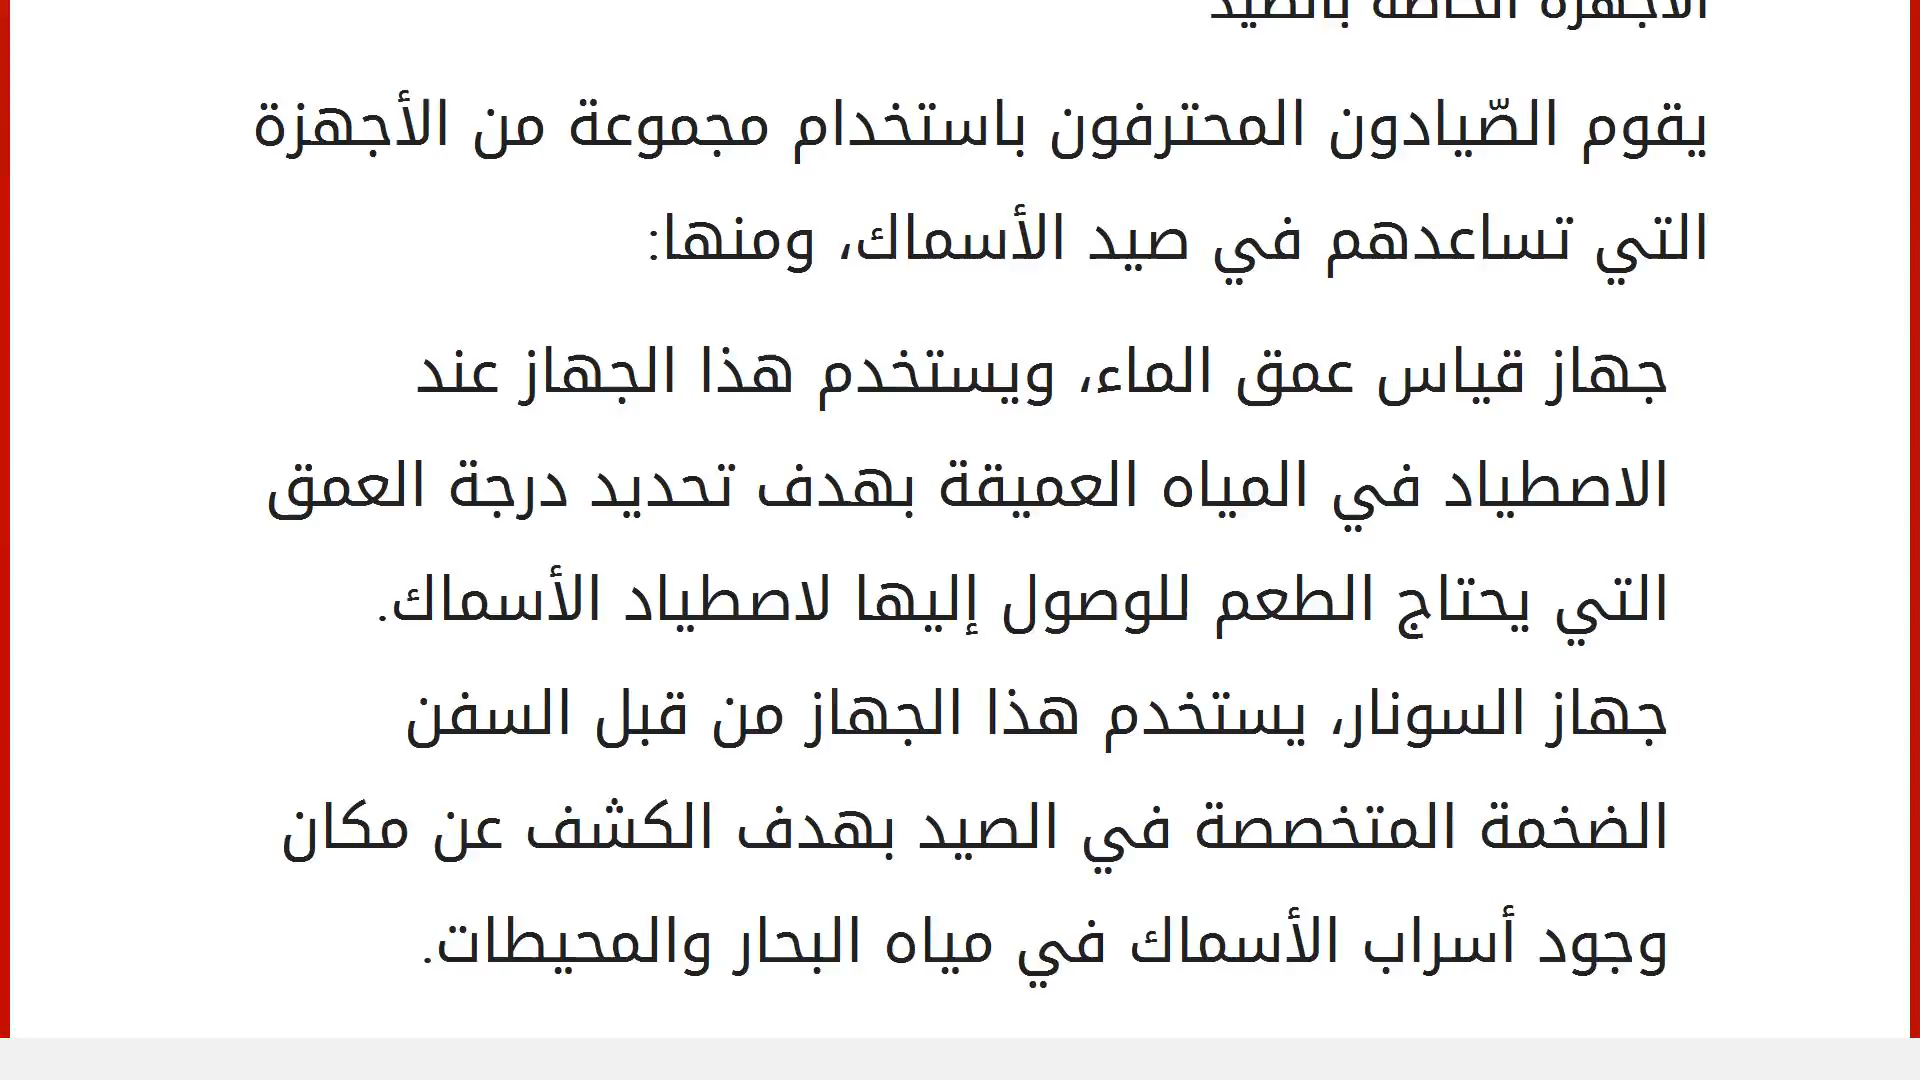 الأجهزة الخاصة بالصيد
يقوم الصّيادون المحترفون باستخدام مجموعة من الأجهزة
التي تساعدهم في صيد الأسماك، ومنها:
جهاز قياس عمق الماء، ويستخدم هذا الجهاز عند
الاصطياد في المياه العميقة بهدف تحديد درجة العمق
التي يحتاج الطعم للوصول إليها لاصطياد الأسماك.
جهاز السونار، يستخدم هذا الجهاز من قبل السفن
الضخمة المتخصصة في الصيد بهدف الكشف عن مكان
وجود أسراب الأسماك في مياه البحار والمحيطات.